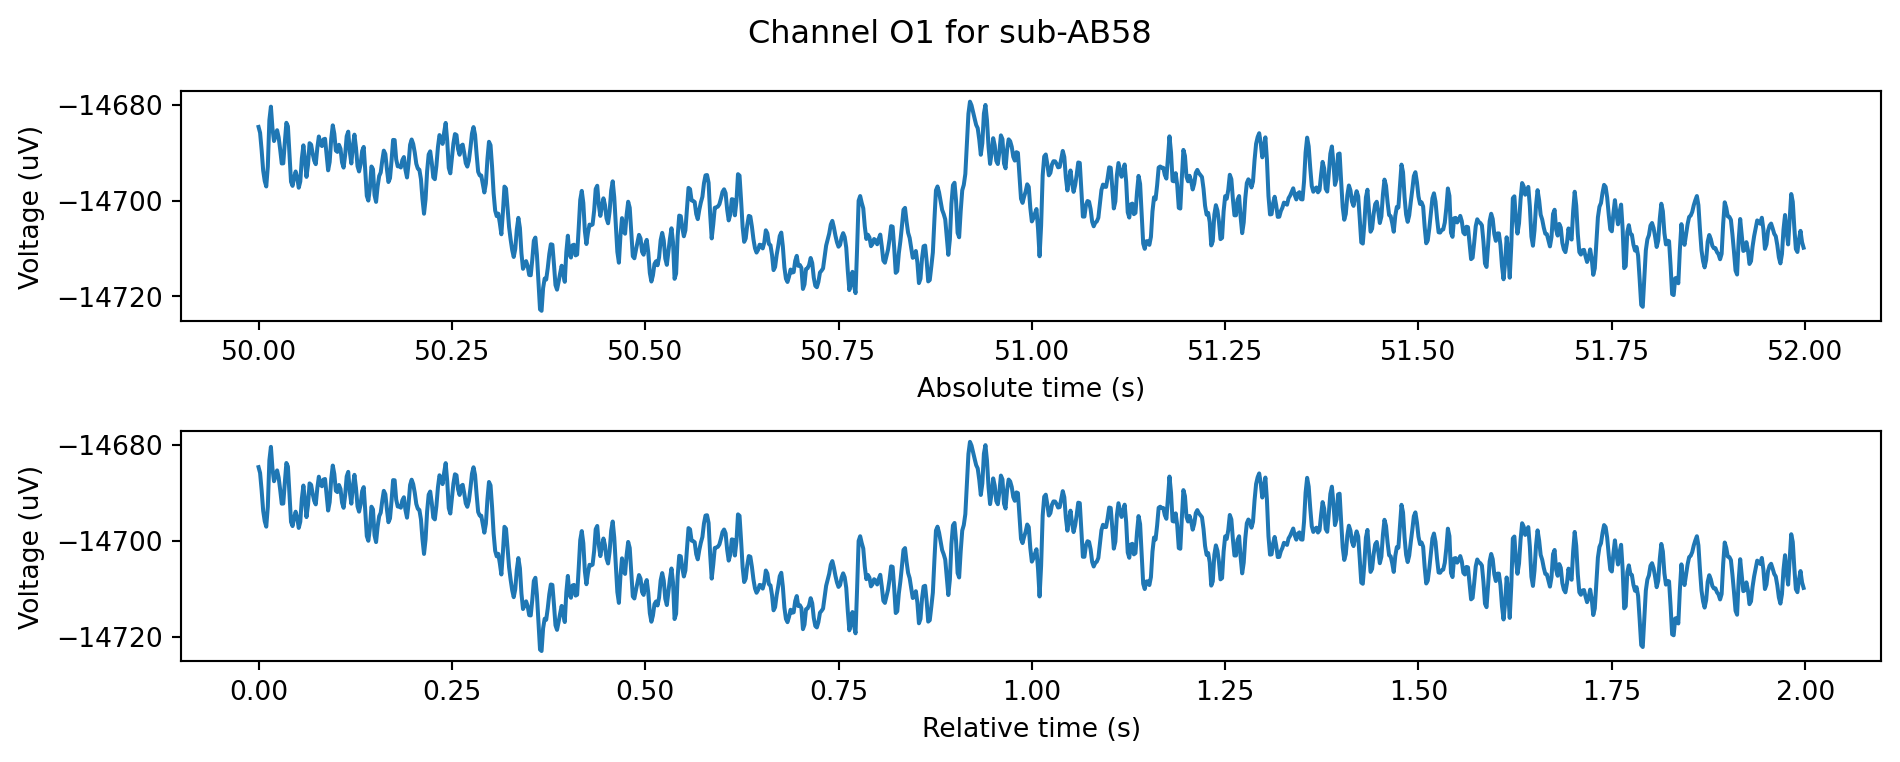 Channel O1 for sub-AB58
−14680
−14700
−14720
Voltage (uV)
50.00 50.25 50.50 50.75 51.00 51.25 51.50 51.75 52.00
Absolute time (s)
−14680
−14700
−14720
Voltage (uV)
0.00 0.25 0.50 0.75 1.00 1.25 1.50 1.75 2.00
Relative time (s)